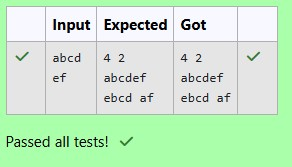 Input Expected Got
✓ abcd 4 2 4 2 ✓
ef abcdef abcdef
ebcd af ebcd af
Passed all tests! ✓